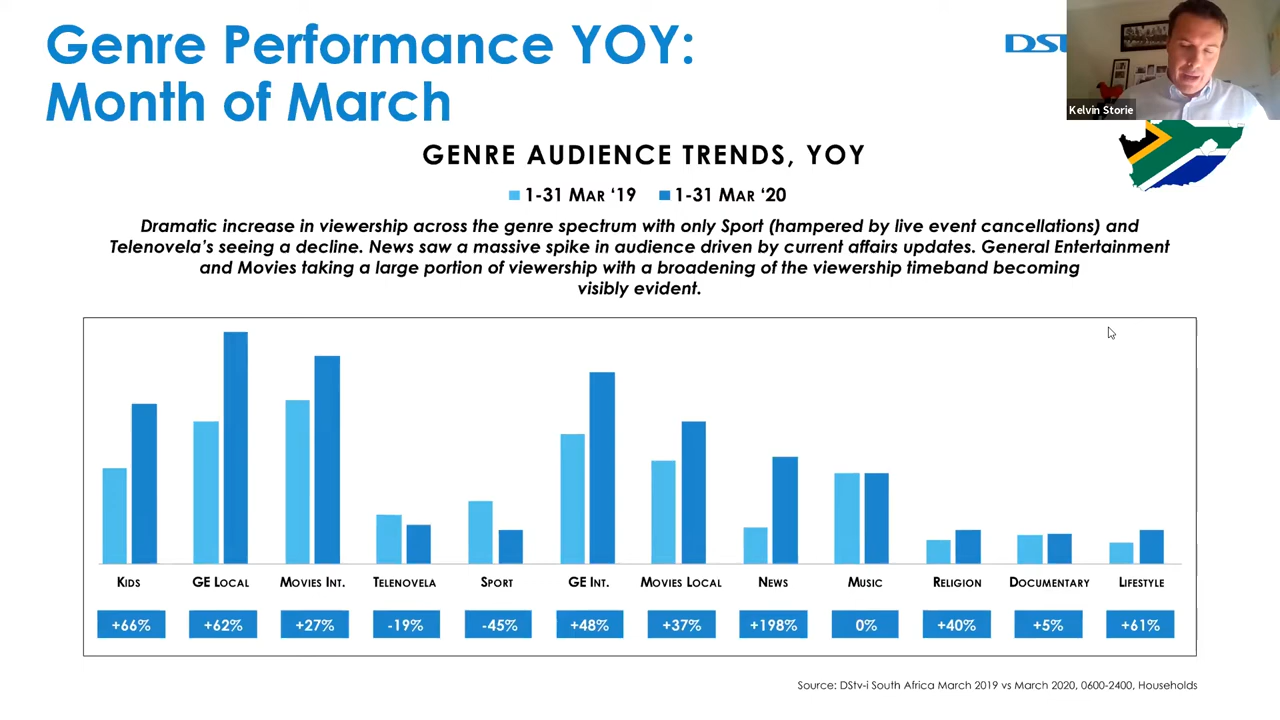 Genre Performance YOY:
Month of March
Kelvin Storie
GENRE AUDIENCE TRENDS, YOY
1-31 MAR ‘19 1-31 MAR ‘20
Dramatic increase in viewership across the genre spectrum with only Sport (hampered by live event cancellations) and
Telenovela’s seeing a decline. News saw a massive spike in audience driven by current affairs updates. General Entertainment
and Movies taking a large portion of viewership with a broadening of the viewership timeband becoming
visibly evident.
KIDS GE LOCAL MOVIES INT. TELENOVELA SPORT GE INT. MOVIES LOCAL NEWS MUSIC RELIGION DOCUMENTARY LIFESTYLE
+66% +62% +27% -19% -45% +48% +37% +198% 0% +40% +5% +61%
Source: DStv-i South Africa March 2019 vs March 2020, 0600-2400, Households